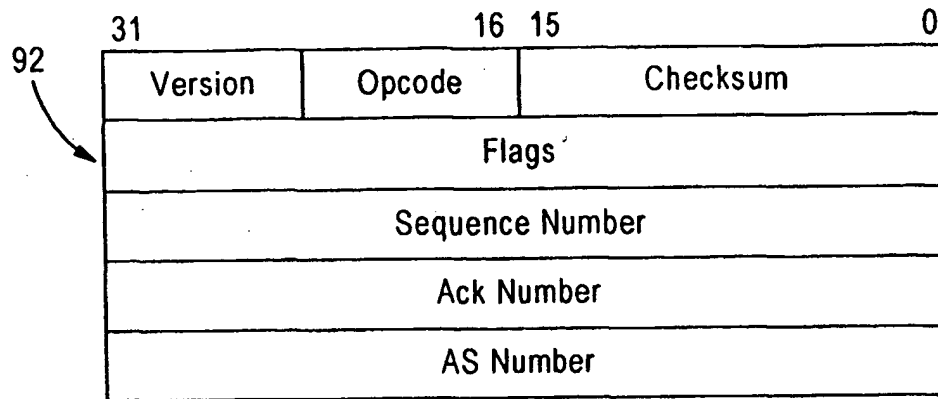 31 16 15 0
92
Version Opcode Checksum
Flags
Sequence Number
Ack Number
AS Number